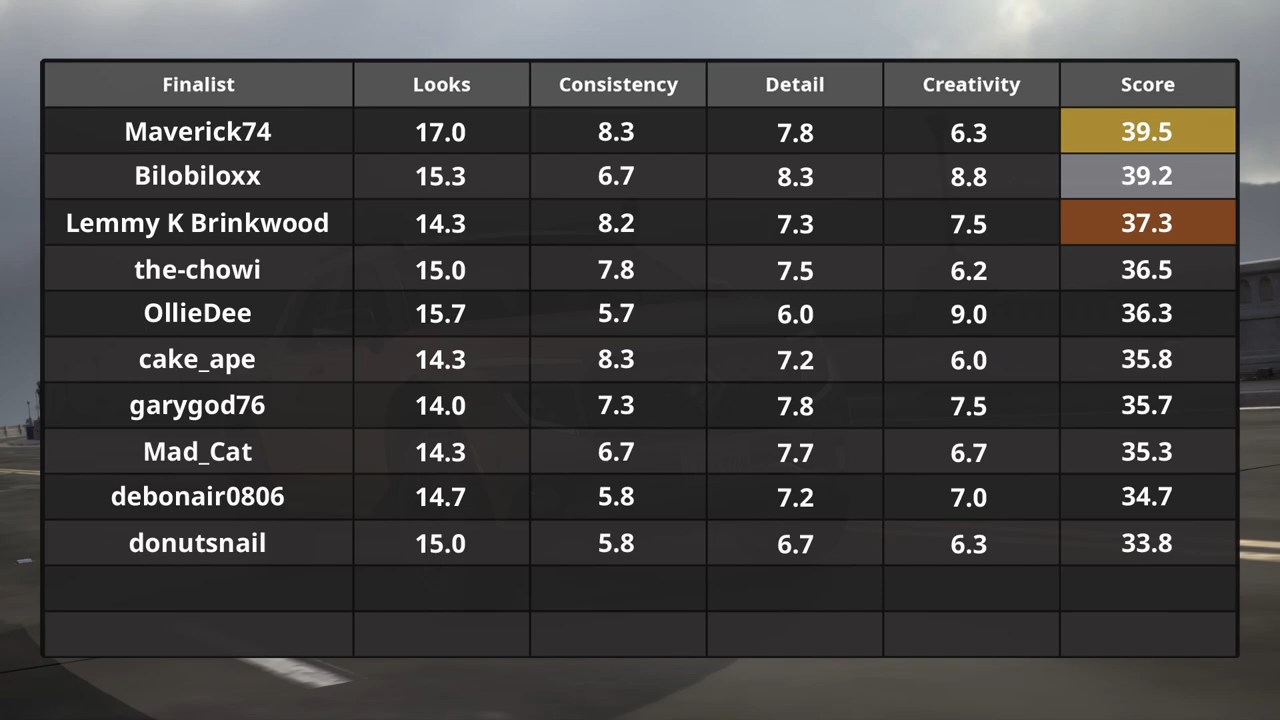 Finalist Looks Consistency Detail Creativity Score
Maverick74 17.0 8.3 7.8 6.3 39.5
Bilobiloxx 15.3 6.7 8.3 8.8 39.2
Lemmy K Brinkwood 14.3 8.2 7.3 7.5 37.3
the-chowi 15.0 7.8 7.5 6.2 36.5
OllieDee 15.7 5.7 6.0 9.0 36.3
cake_ape 14.3 8.3 7.2 6.0 35.8
garygod76 14.0 7.3 7.8 7.5 35.7
Mad_Cat 14.3 6.7 7.7 6.7 35.3
debonair0806 14.7 5.8 7.2 7.0 34.7
donutsnail 15.0 5.8 6.7 6.3 33.8